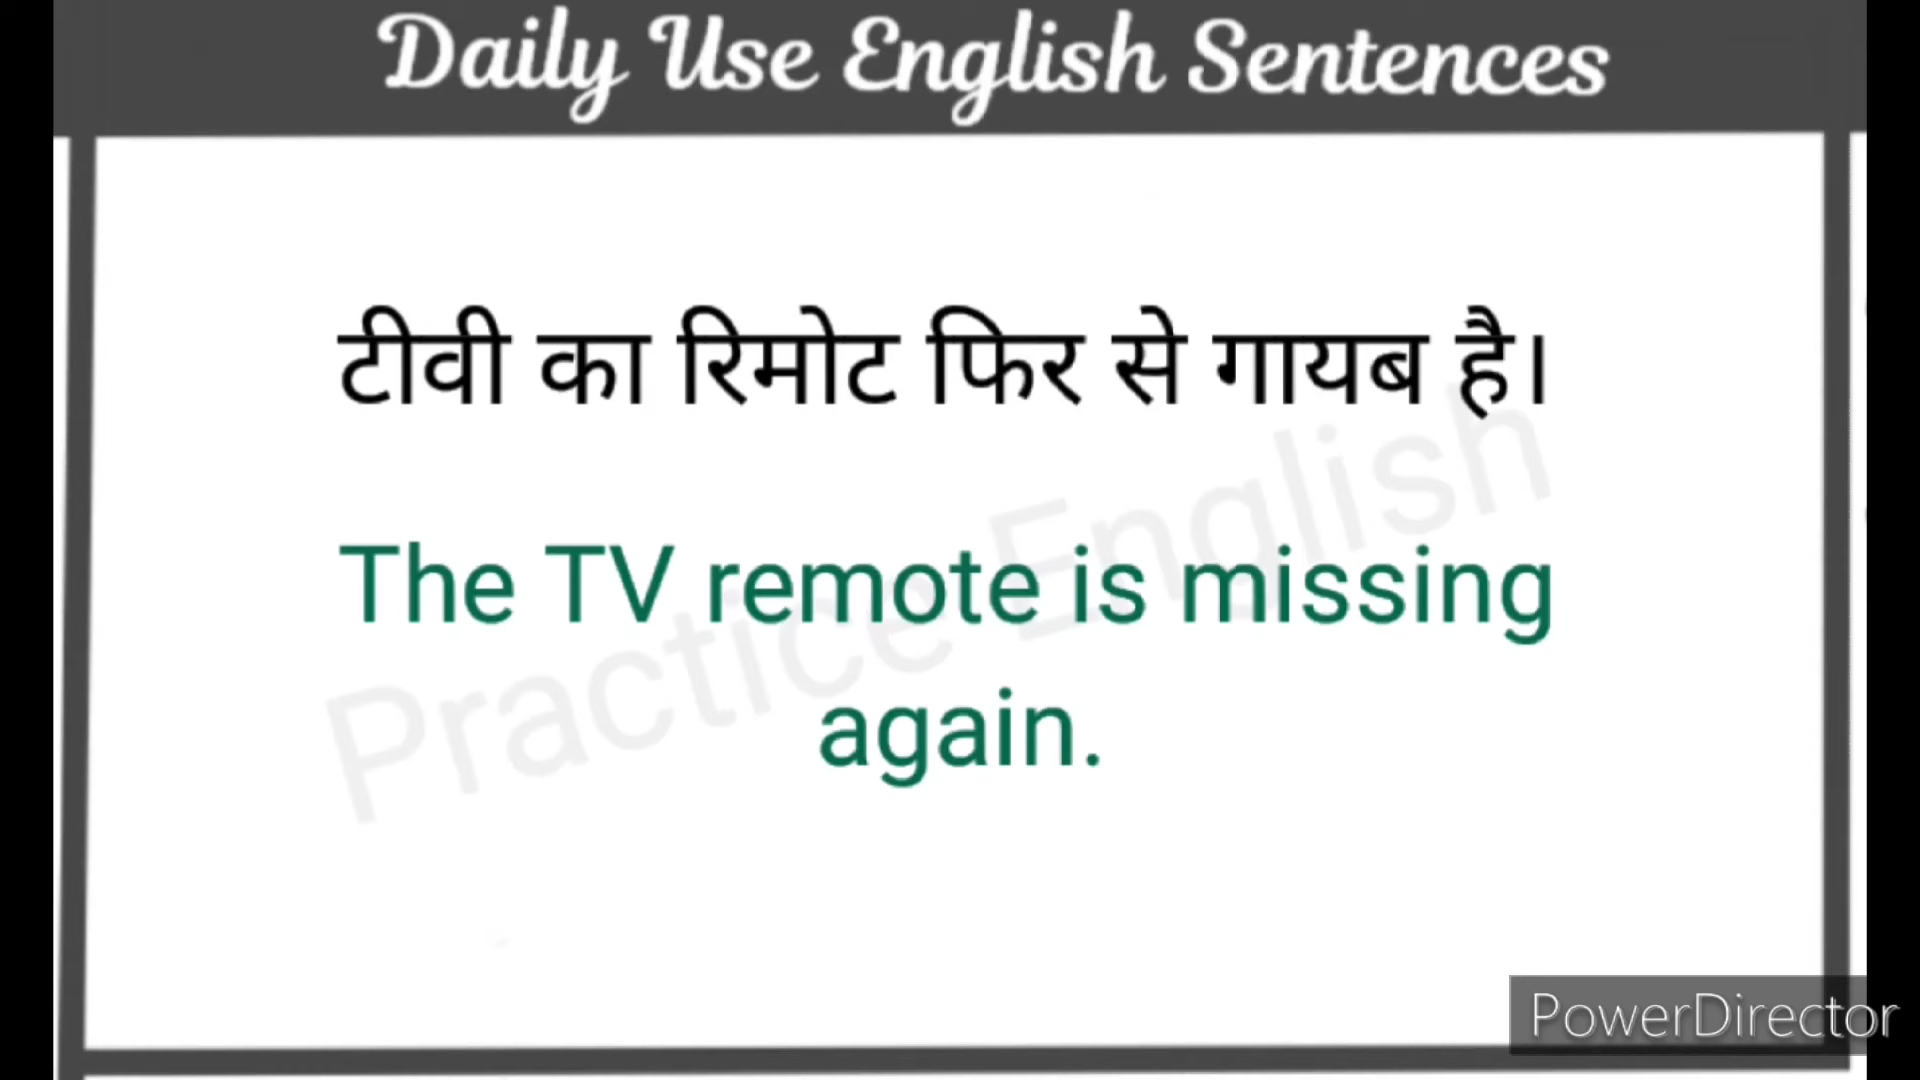 Daily Use English Sentences
टीवी का रिमोट फिर से गायब है।
The TV remote is missing
again.
Practice English
PowerDirector